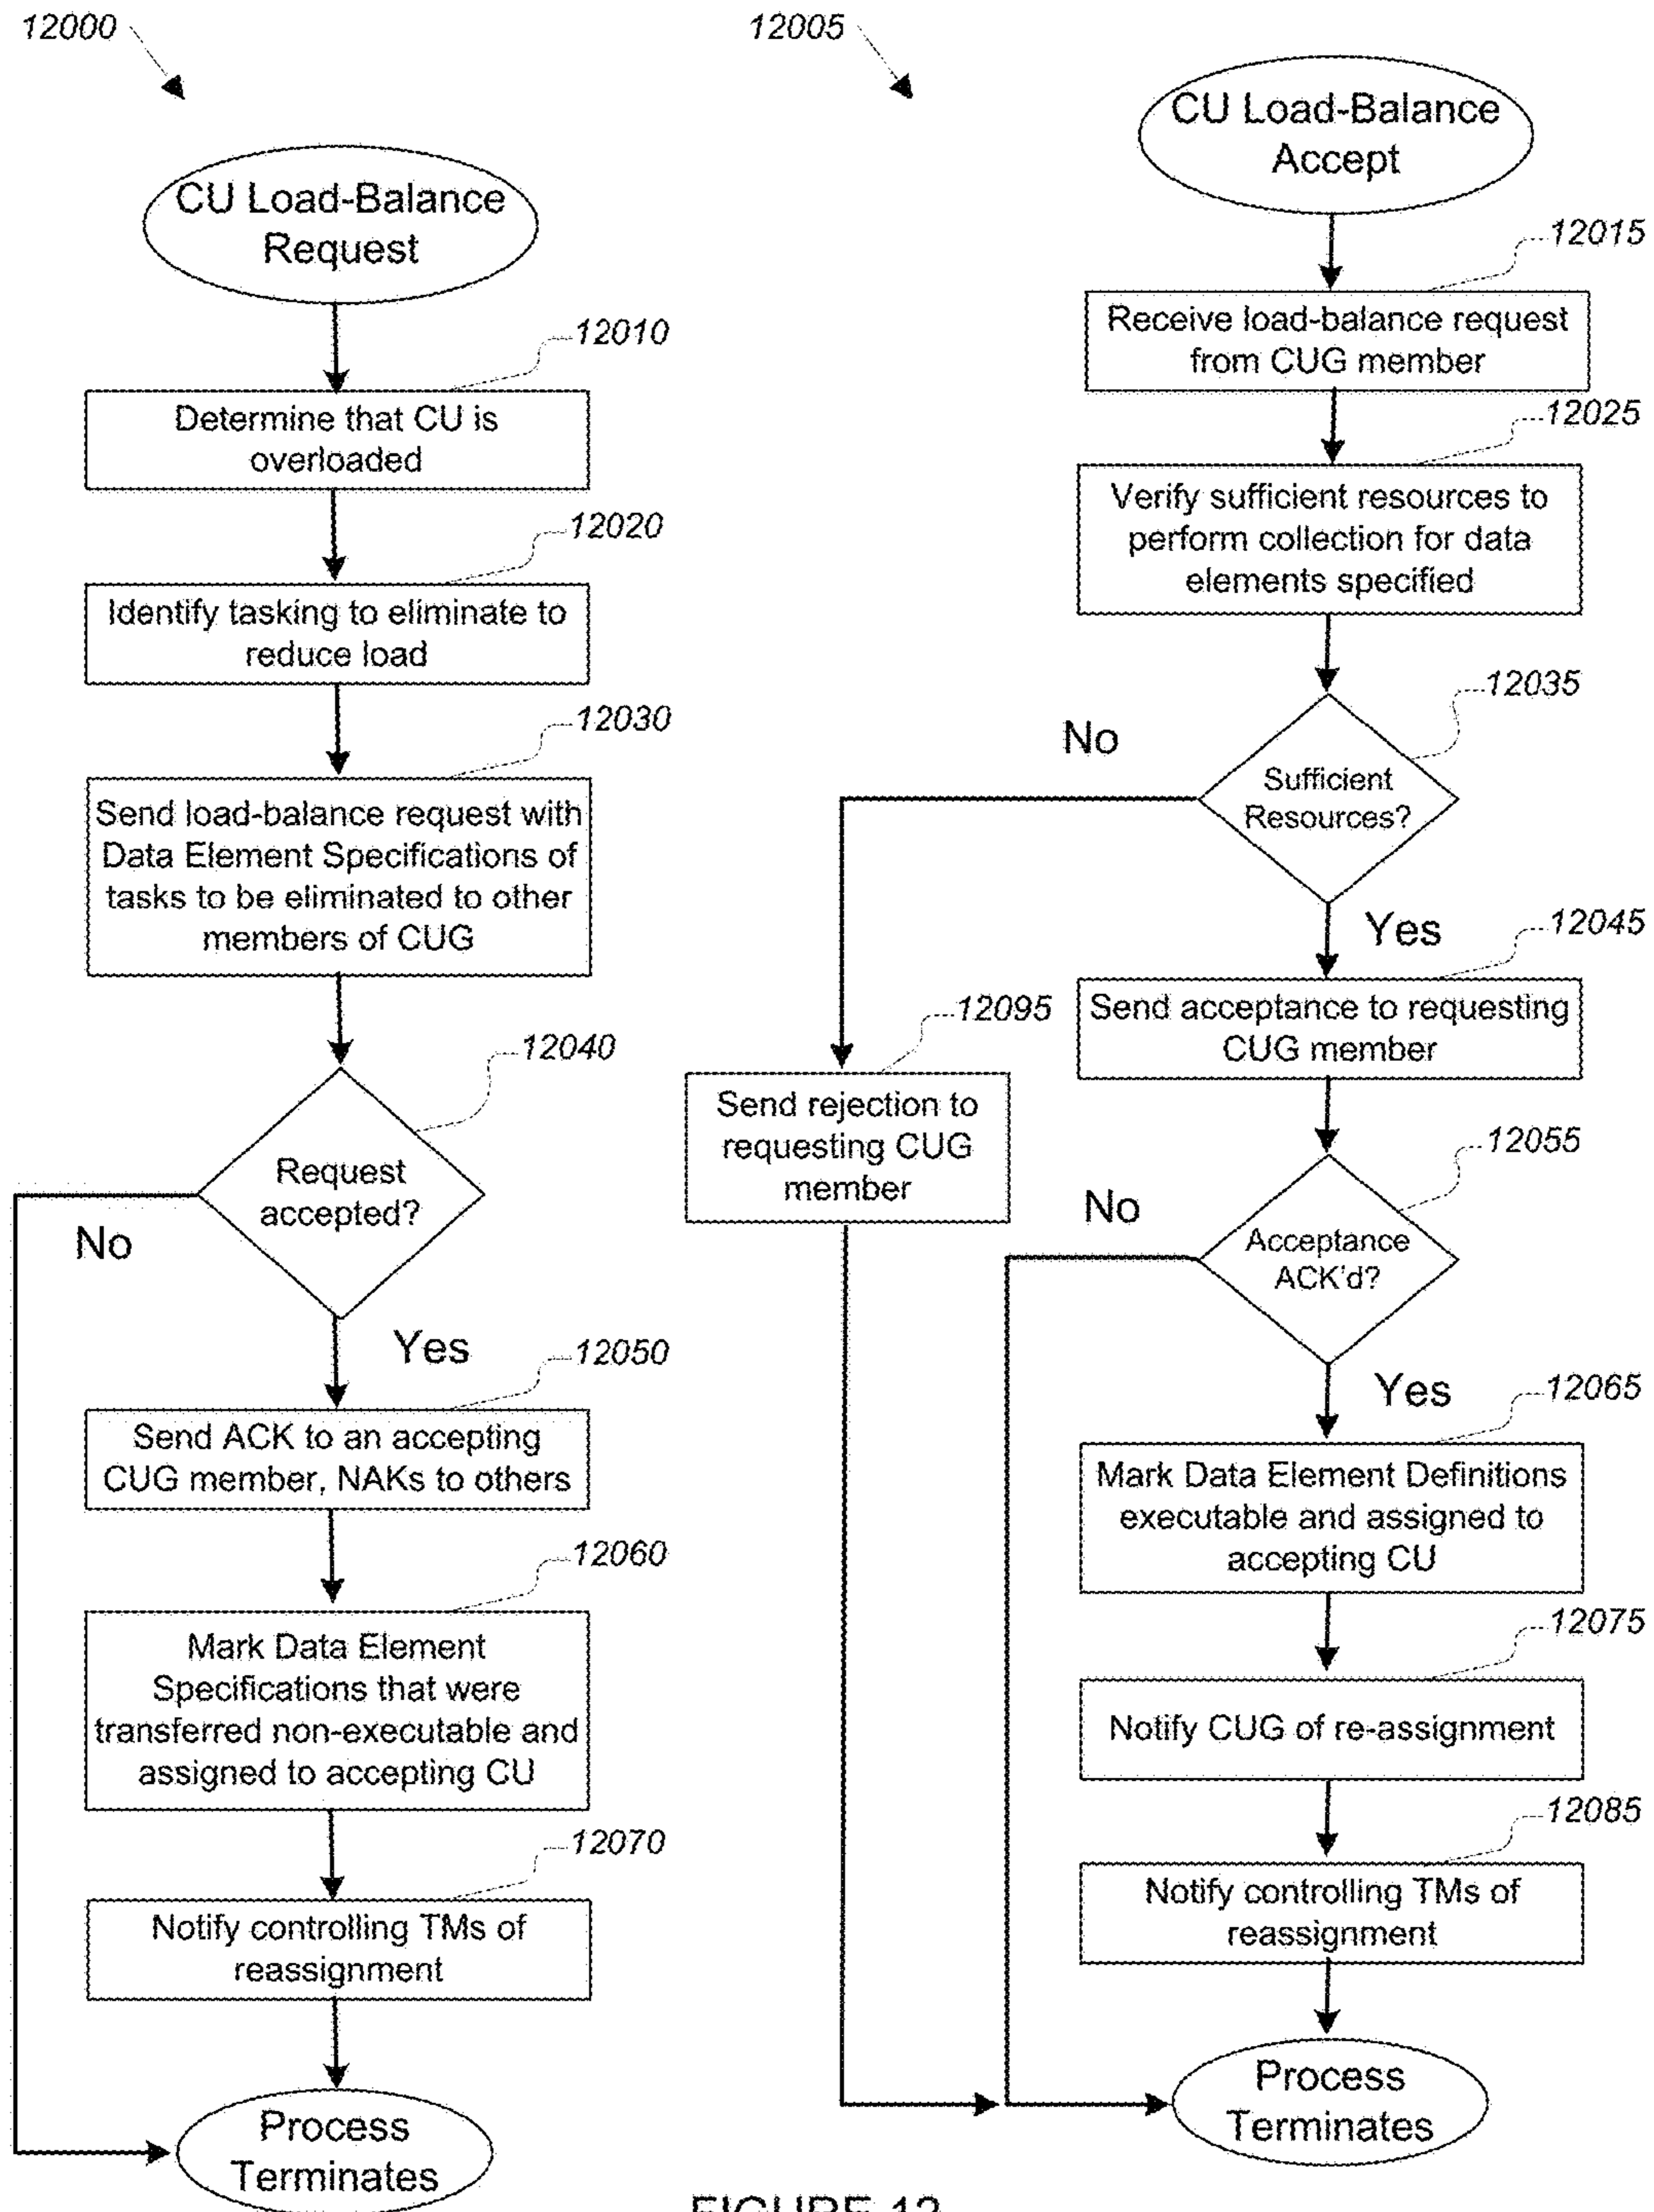 12000
CU Load-Balance
Request
12010
Determine that CU is
overloaded
12020
Identify tasking to eliminate to
reduce load
12030
Send load-balance request with
Data Element Specifications of
tasks to be eliminated to other
members of CUG
12040
Request
accepted?
No
Yes
12050
Send ACK to an accepting
CUG member, NAKs to others
12060
Mark Data Element
Specifications that were
transferred non-executable and
assigned to accepting CU
12070
Notify controlling TMs of
reassignment
Process
Terminates
12005
CU Load-Balance
Accept
12015
Receive load-balance request
from CUG member
12025
Verify sufficient resources to
perform collection for data
elements specified
12035
Sufficient
Resources?
No
Yes
12095
Send rejection to
requesting CUG
member
12045
Send acceptance to requesting
CUG member
12055
Acceptance
ACK'd?
No
Yes
12065
Mark Data Element Definitions
executable and assigned to
accepting CU
12075
Notify CUG of re-assignment
12085
Notify controlling TMs of
reassignment
Process
Terminates
FIGURE 12